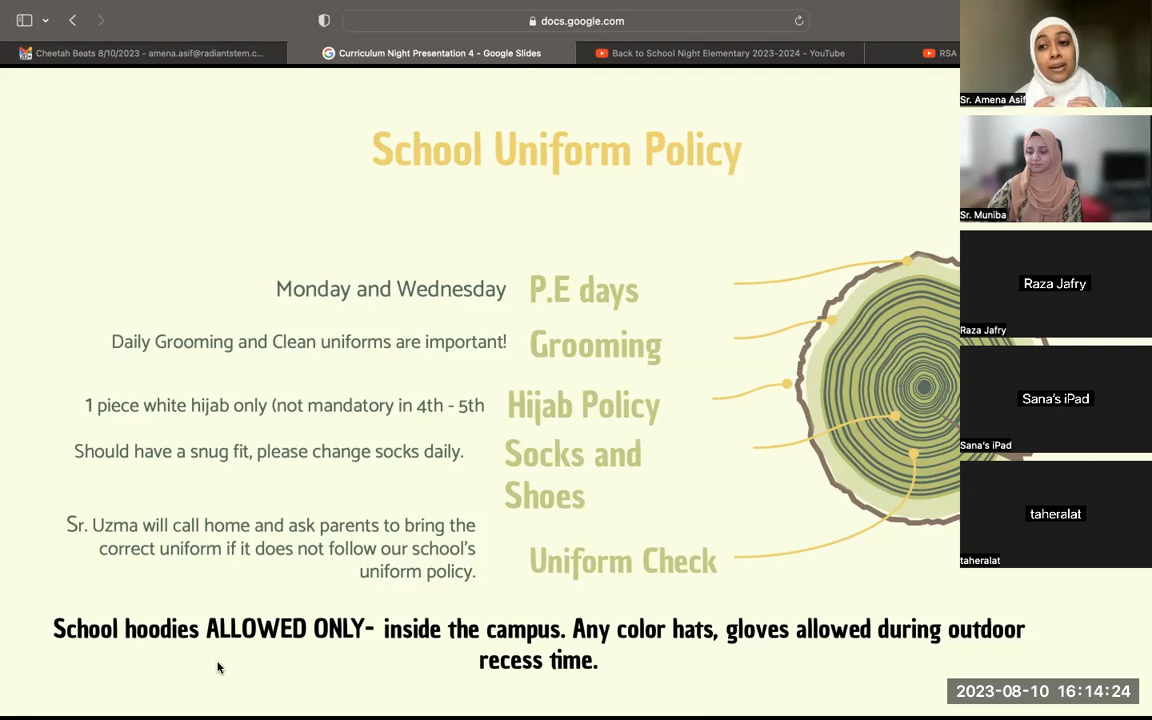 docs.google.com
Cheetah Beats 8/10/2023 - amena.asif@radiantstem.c...
Curriculum Night Presentation 4 - Google Slides
Back to School Night Elementary 2023-2024 - YouTube
RSA
School Uniform Policy
Monday and Wednesday P.E days
Daily Grooming and Clean uniforms are important! Grooming
1 piece white hijab only (not mandatory in 4th - 5th Hijab Policy
Should have a snug fit, please change socks daily. Socks and
Shoes
Sr. Uzma will call home and ask parents to bring the
correct uniform if it does not follow our school's
uniform policy.
Uniform Check
School hoodies ALLOWED ONLY- inside the campus. Any color hats, gloves allowed during outdoor
recess time.
Sr. Amena Asif
Sr. Muniba
Raza Jafry
Raza Jafry
Sana's iPad
Sana's iPad
taheralat
taheralat
2023-08-10 16:14:24